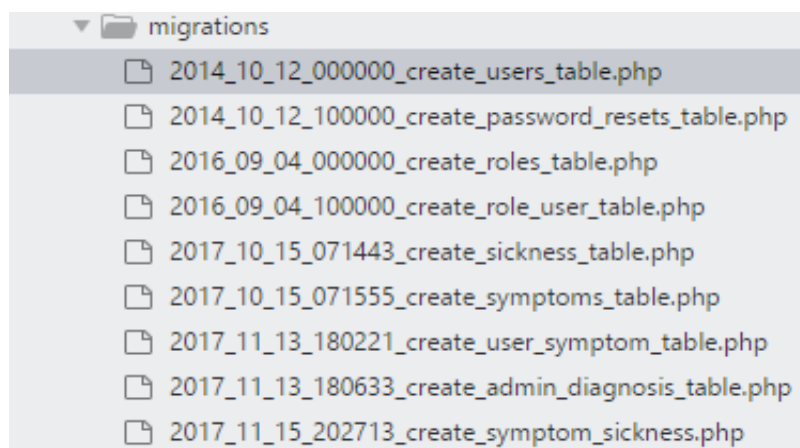 migrations
2014_10_12_000000_create_users_table.php
2014_10_12_100000_create_password_resets_table.php
2016_09_04_000000_create_roles_table.php
2016_09_04_100000_create_role_user_table.php
2017_10_15_071443_create_sickness_table.php
2017_10_15_071555_create_symptoms_table.php
2017_11_13_180221_create_user_symptom_table.php
2017_11_13_180633_create_admin_diagnosis_table.php
2017_11_15_202713_create_symptom_sickness.php